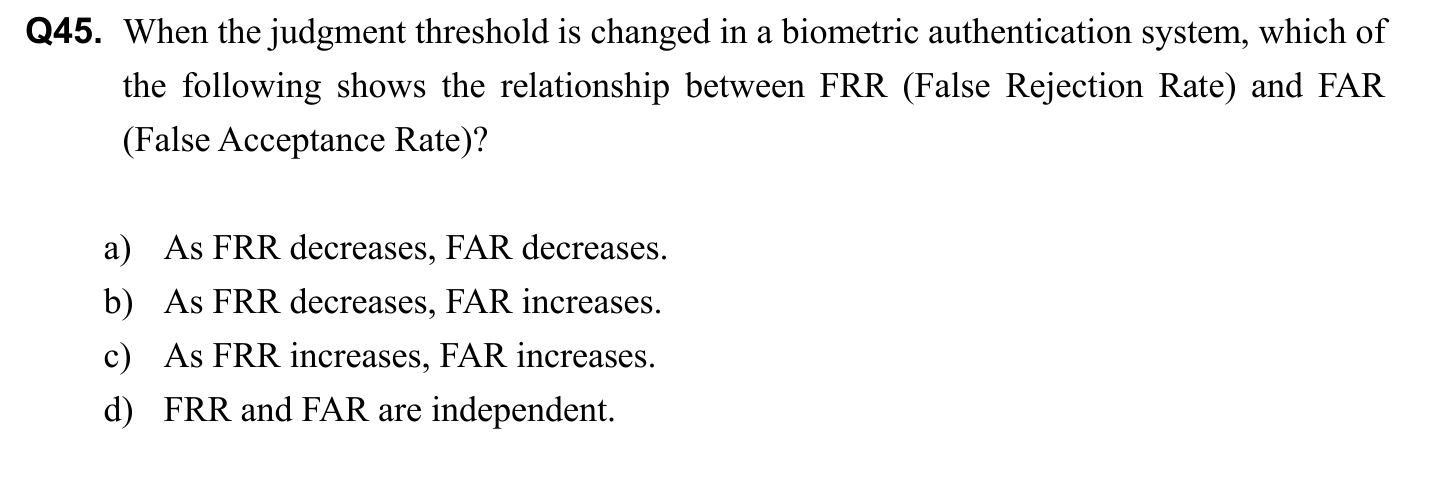 Q45. When the judgment threshold is changed in a biometric authentication system, which of
the following shows the relationship between FRR (False Rejection Rate) and FAR
(False Acceptance Rate)?
a) As FRR decreases, FAR decreases.
b) As FRR decreases, FAR increases.
c) As FRR increases, FAR increases.
d) FRR and FAR are independent.